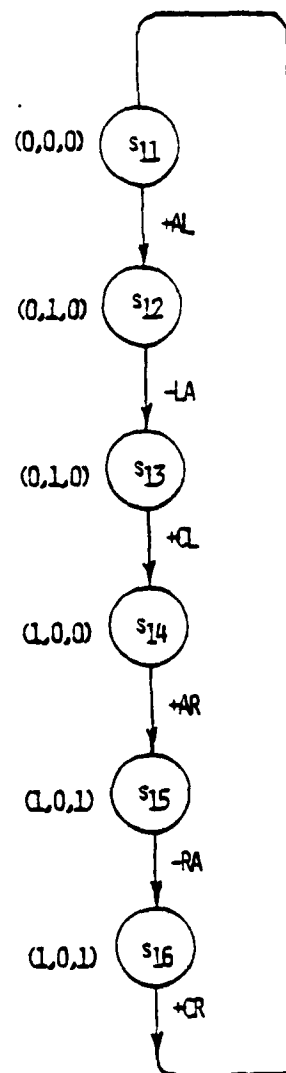 (0,0,0) s11
+AL
(0,1,0) s12
-LA
(0,1,0) s13
+CL
(1,0,0) s14
+AR
(1,0,1) s15
-RA
(1,0,1) s16
+CR